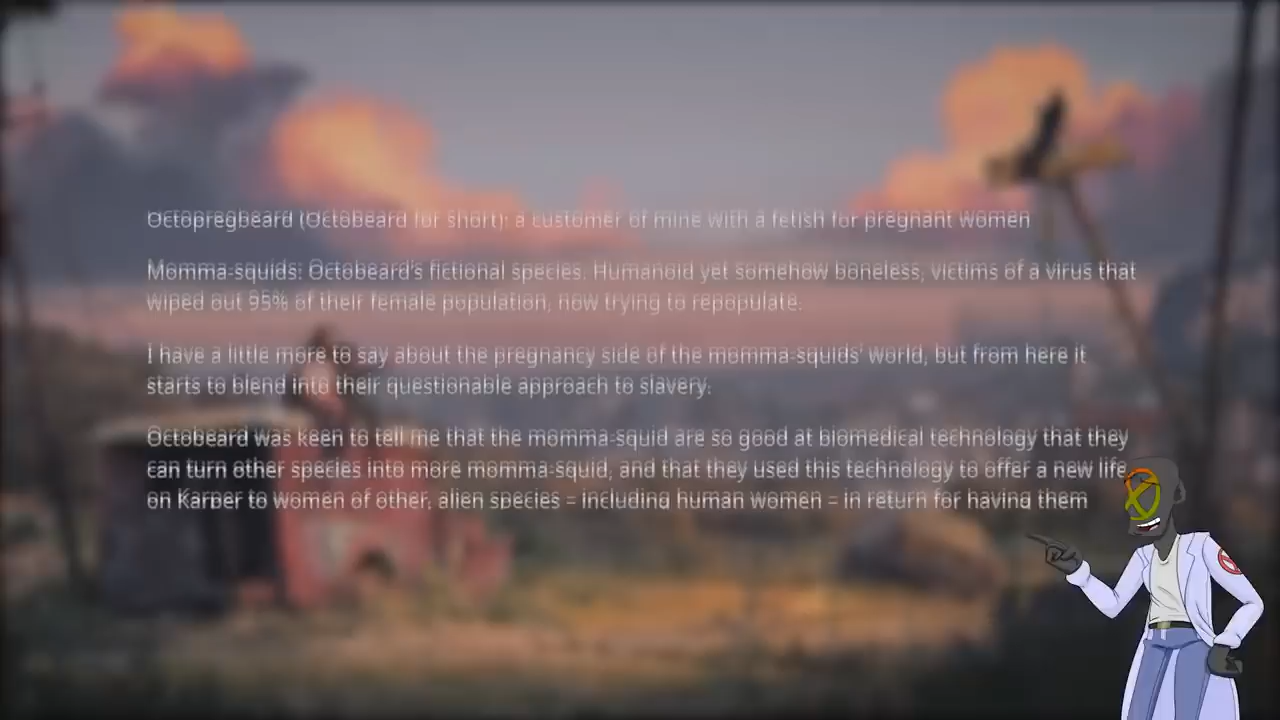 Octopregbeard (Octobeard for short): a customer of mine with a fetish for pregnant women
Momma-squids: Octobeard's fictional species. Humanoid yet somehow boneless, victims of a virus that
wiped out 95% of their female population, now trying to repopulate.
I have a little more to say about the pregnancy side of the momma-squids' world, but from here it
starts to blend into their questionable approach to slavery.
Octobeard was keen to tell me that the momma-squid are so good at biomedical technology that they
can turn other species into more momma-squid, and that they used this technology to offer a new life
on Karper to women of other, alien species – including human women – in return for having them